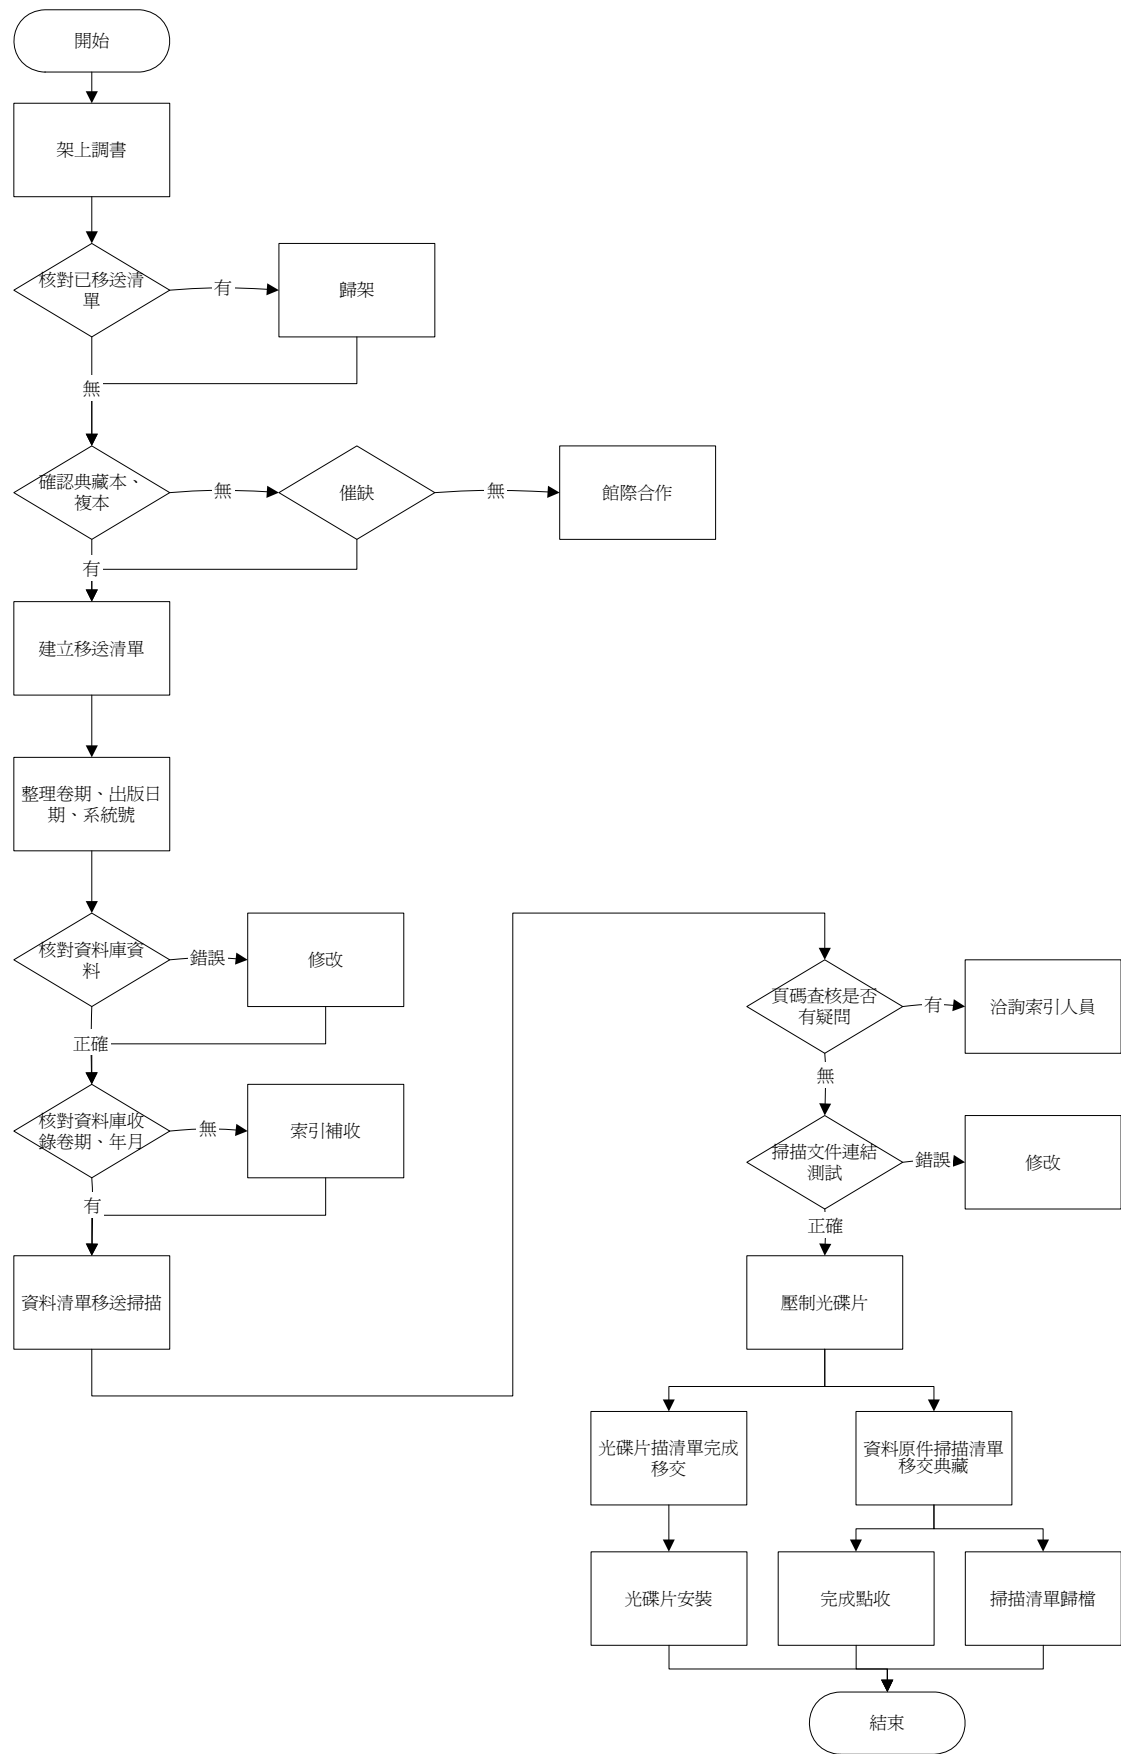 開始
架上調書
核對已移送清
單
有
歸架
無
確認典藏本、
複本
無
催缺
無
館際合作
有
建立移送清單
整理卷期、出版日
期、系統號
核對資料庫資
料
錯誤
修改
正確
核對資料庫收
錄卷期、年月
無
索引補收
有
資料清單移送掃描
頁碼查核是否
有疑問
有
洽詢索引人員
無
掃描文件連結
測試
錯誤
修改
正確
壓制光碟片
光碟片描清單完成
移交
資料原件掃描清單
移交典藏
光碟片安裝
完成點收
掃描清單歸檔
結束